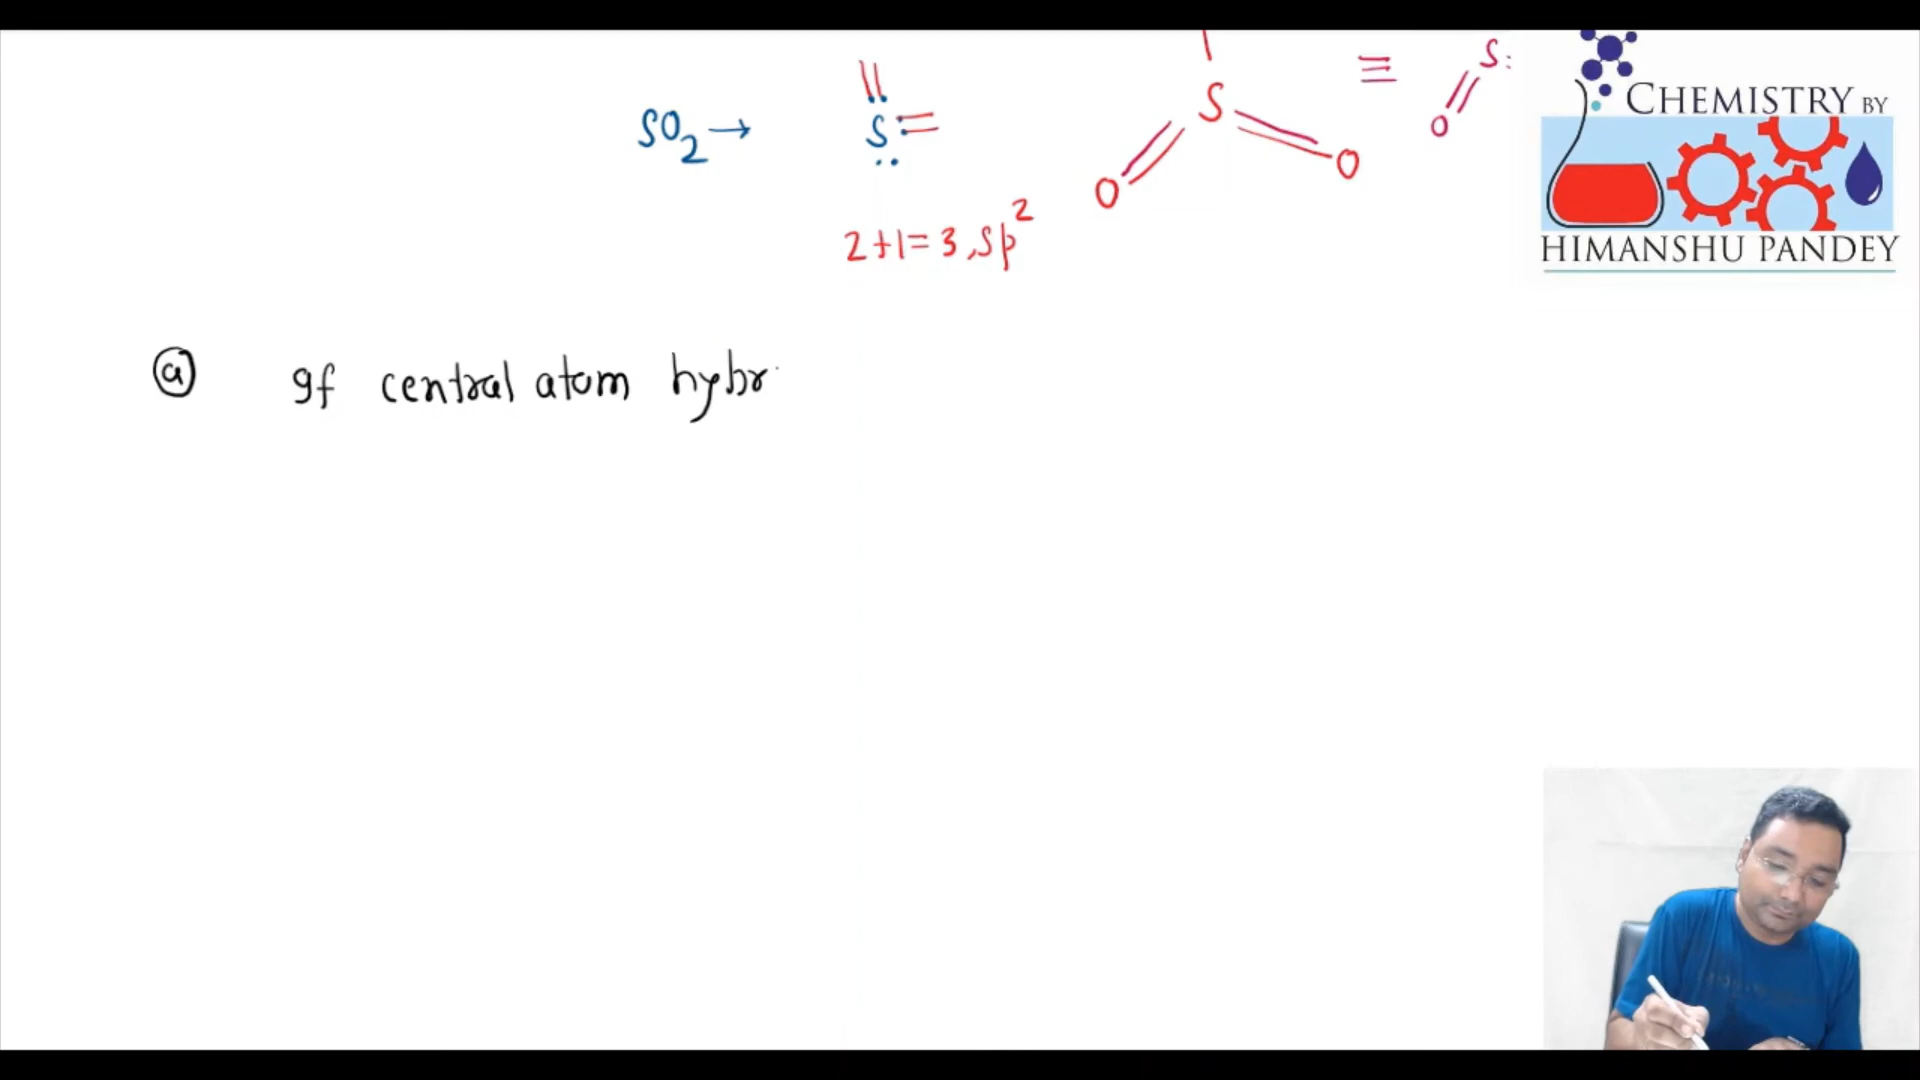 S:
≡
O
CHEMISTRY BY
SO₂ → S
S
O
O
HIMANSHU PANDEY
2+1=3, sp²
ⓐ If central atom hybr